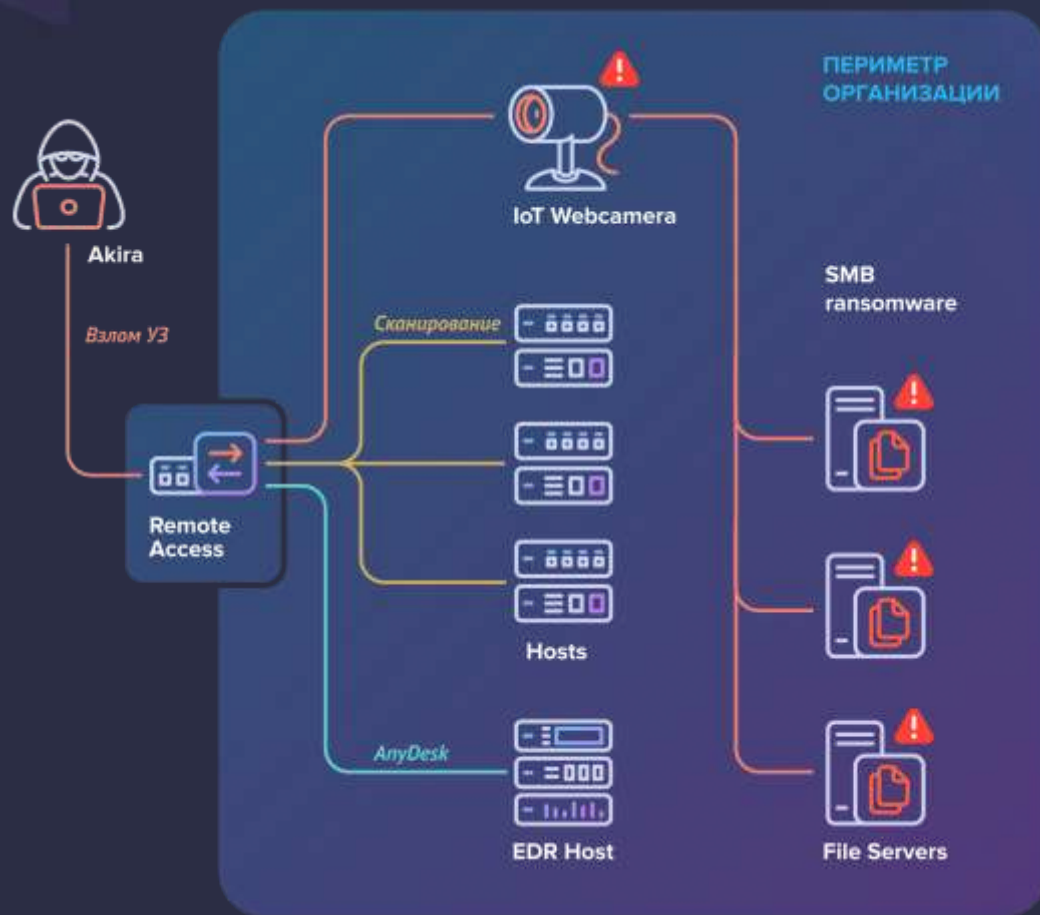 ПЕРИМЕТР
ОРГАНИЗАЦИИ
IoT Webcamera
Akira
SMB
ransomware
Взлом УЗ
Сканирование
Remote
Access
Hosts
AnyDesk
EDR Host
File Servers